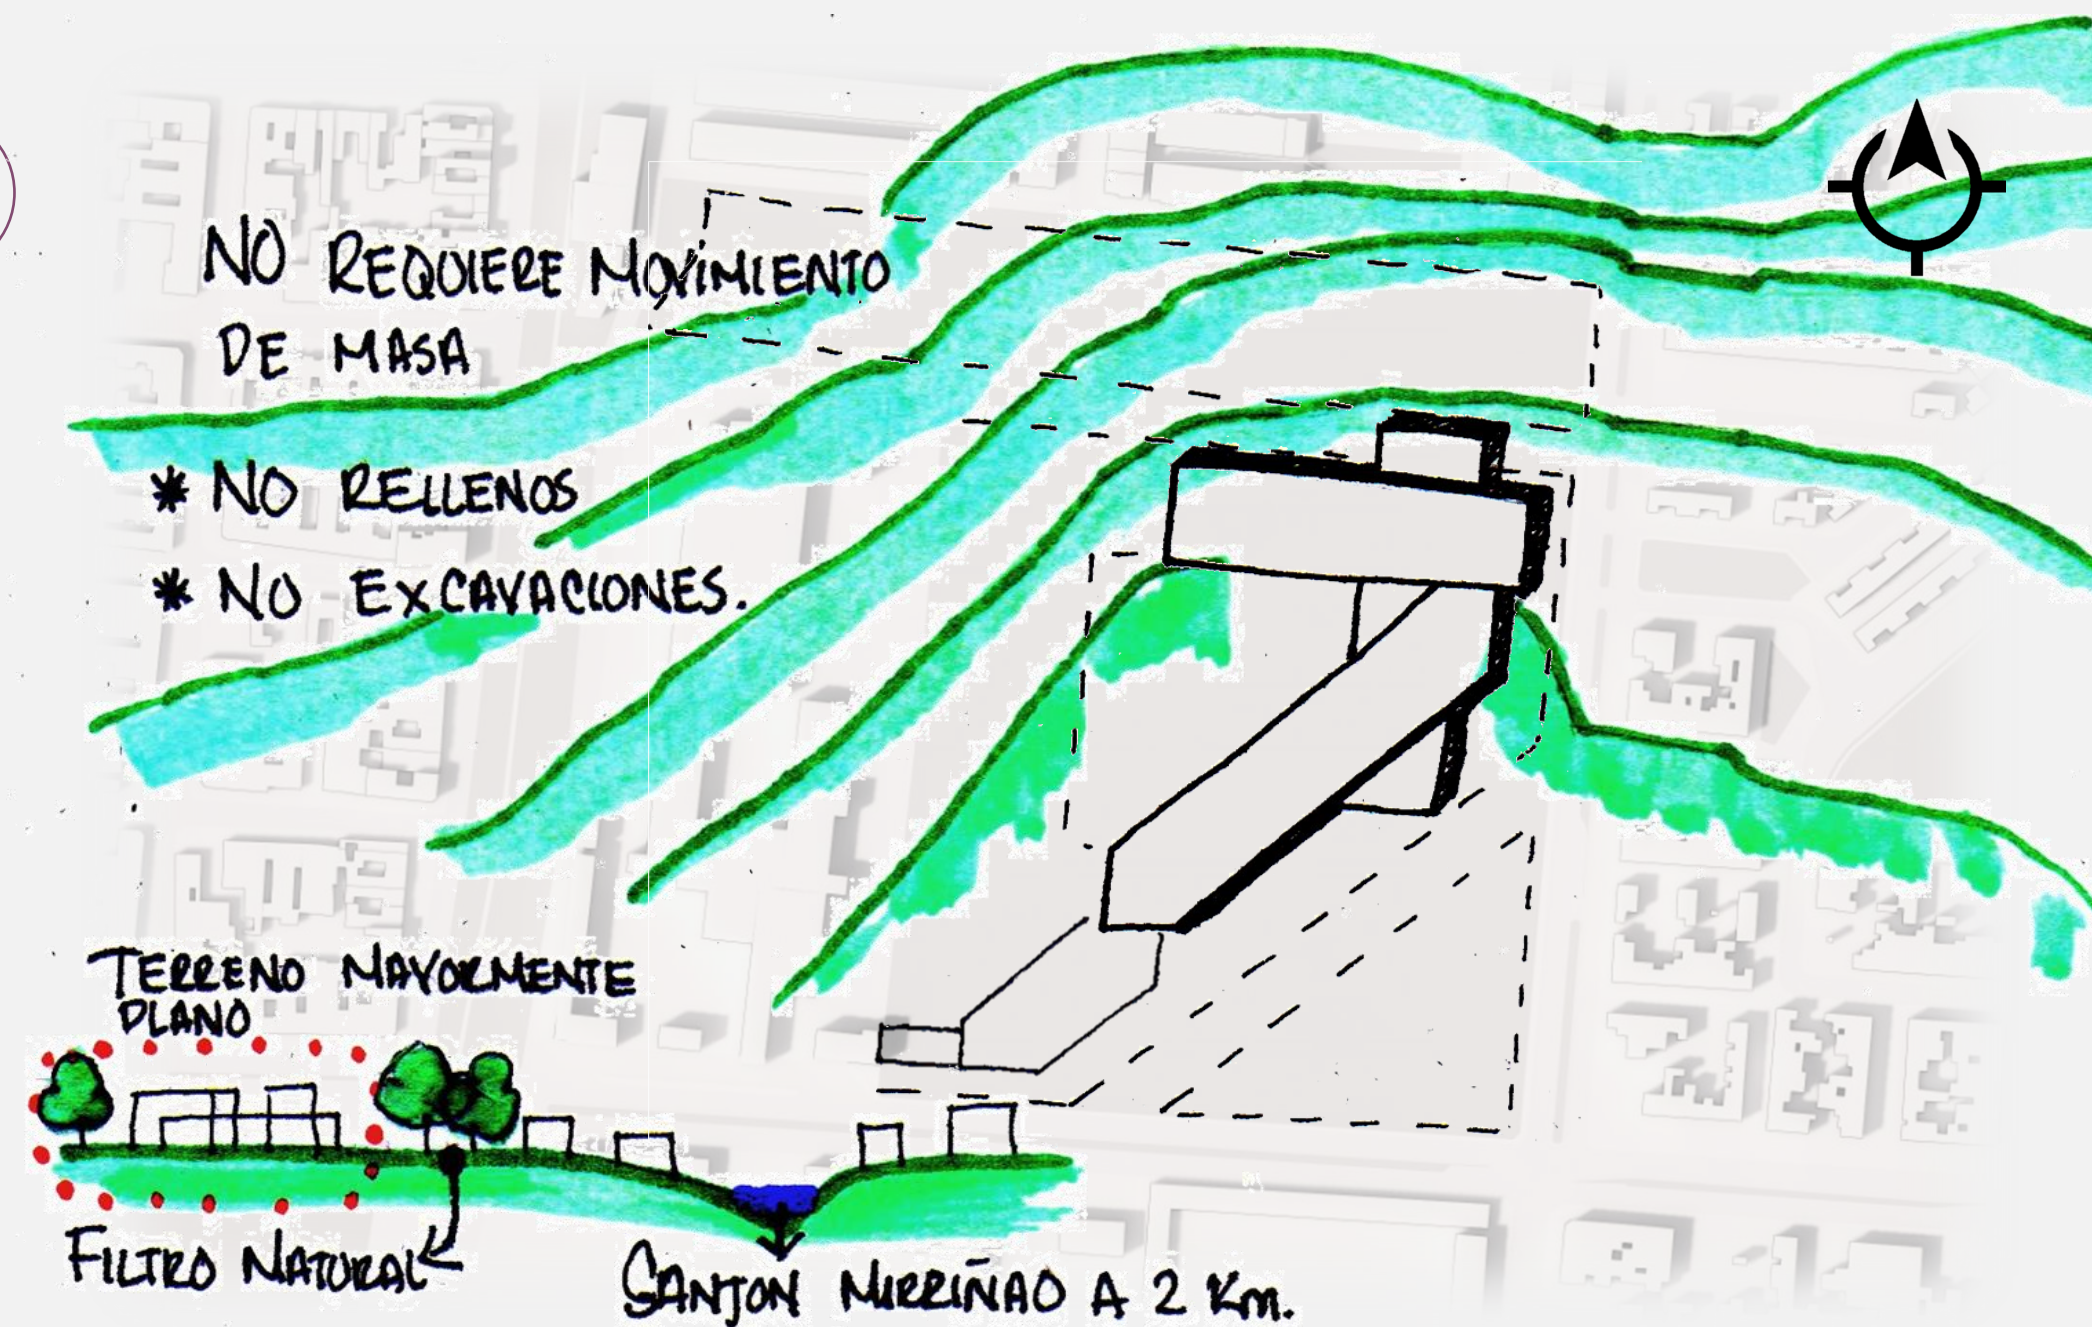 NO REQUIERE MOVIMIENTO
DE MASA
* NO RELLENOS
* NO EXCAVACIONES.
TERRENO MAYORMENTE
PLANO
FILTRO NATURAL
SANJON MIRRIÑAO A 2 Km.